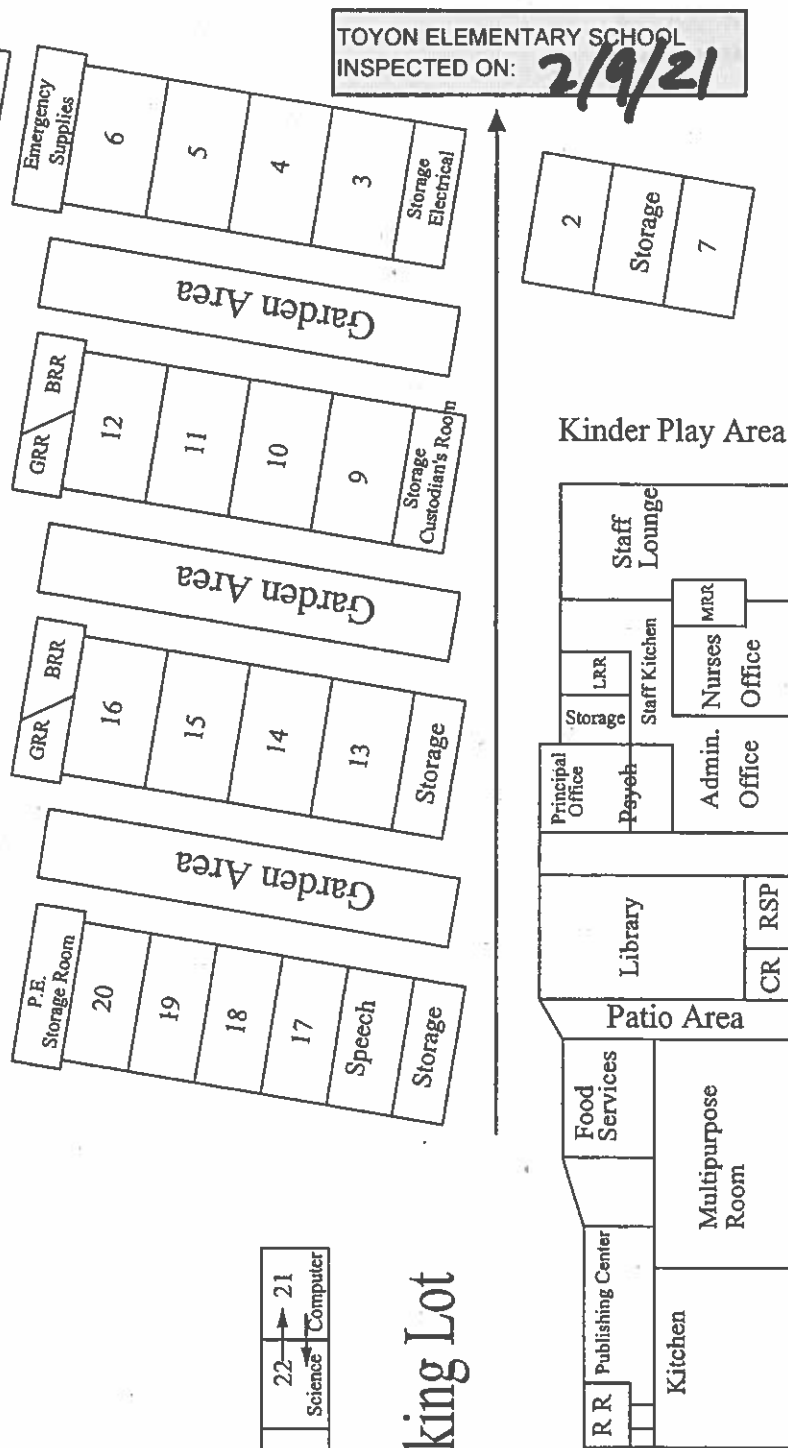 TOYON ELEMENTARY SCHOOL
INSPECTED ON: 2/9/21
Emergency
Supplies
6
5
4
3
Storage
Electrical
Garden Area
GRR
BRR
12
11
10
9
Storage
Custodian's Room
Garden Area
GRR
BRR
16
15
14
13
Storage
Garden Area
P.E.
Storage Room
20
19
18
17
Speech
Storage
2
Storage
7
Kinder Play Area
Staff
Lounge
MRR
LRR
Storage
Staff Kitchen
Nurses
Office
Principal
Office
Psych
Admin.
Office
Library
CR
RSP
Patio Area
Food
Services
Multipurpose
Room
Publishing Center
R R
Kitchen
22
21
Science
Computer
king Lot